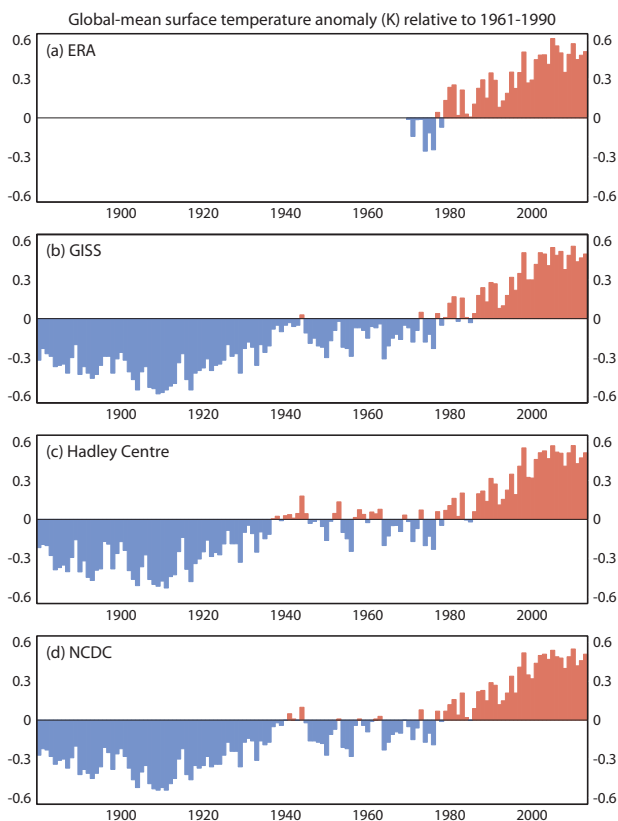 Global-mean surface temperature anomaly (K) relative to 1961-1990
0.6 (a) ERA 0.6
0.3 0.3
0 0
-0.3 -0.3
-0.6 -0.6
1900 1920 1940 1960 1980 2000
0.6 (b) GISS 0.6
0.3 0.3
0 0
-0.3 -0.3
-0.6 -0.6
1900 1920 1940 1960 1980 2000
0.6 0.6
(c) Hadley Centre
0.3 0.3
0 0
-0.3 -0.3
-0.6 -0.6
1900 1920 1940 1960 1980 2000
0.6 (d) NCDC 0.6
0.3 0.3
0 0
-0.3 -0.3
-0.6 -0.6
1900 1920 1940 1960 1980 2000